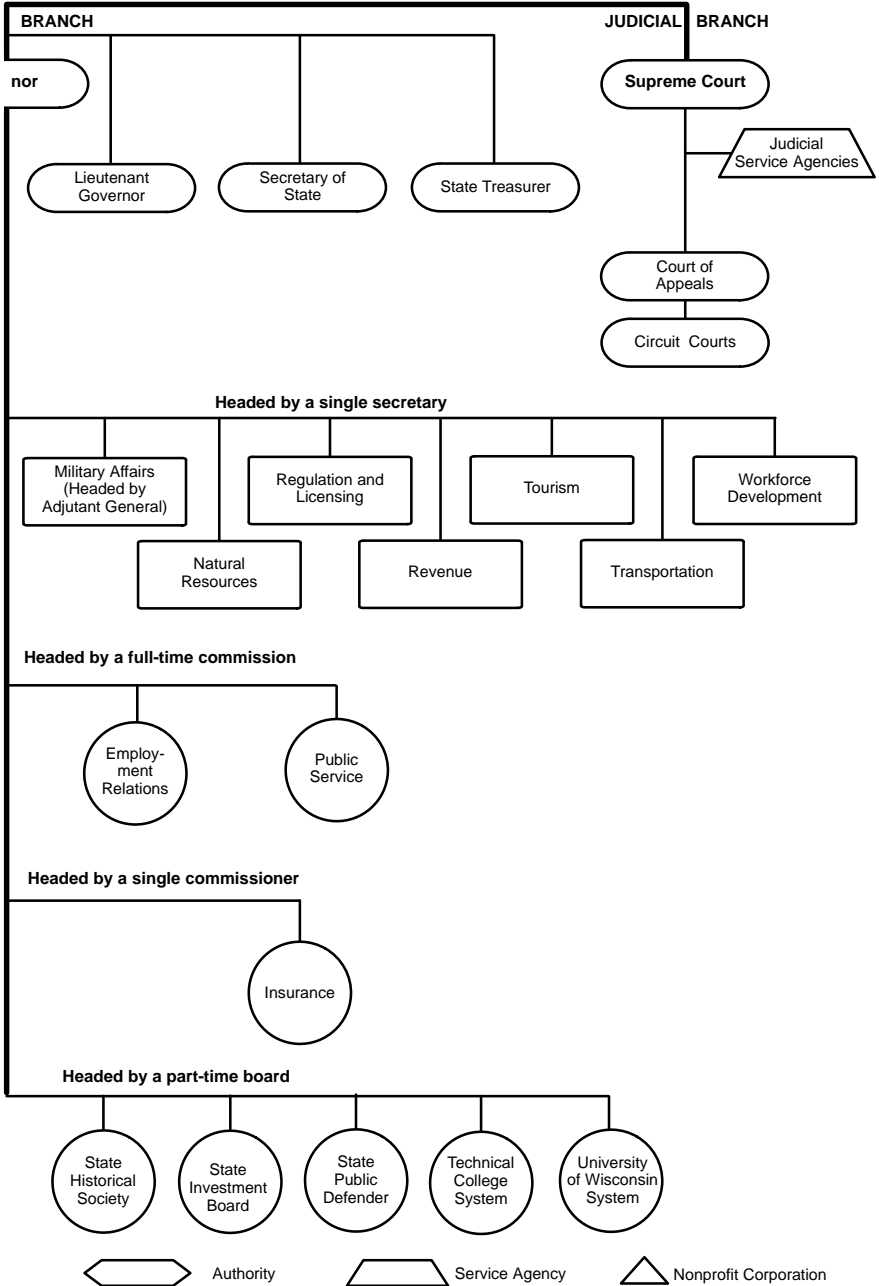 BRANCH
JUDICIAL BRANCH
nor
Supreme Court
Judicial
Service Agencies
Lieutenant
Governor
Secretary of
State
State Treasurer
Court of
Appeals
Circuit Courts
Headed by a single secretary
Military Affairs
(Headed by
Adjutant General)
Regulation and
Licensing
Tourism
Workforce
Development
Natural
Resources
Revenue
Transportation
Headed by a full-time commission
Employ-
ment
Relations
Public
Service
Headed by a single commissioner
Insurance
Headed by a part-time board
State
Historical
Society
State
Investment
Board
State
Public
Defender
Technical
College
System
University
of Wisconsin
System
Authority
Service Agency
Nonprofit Corporation